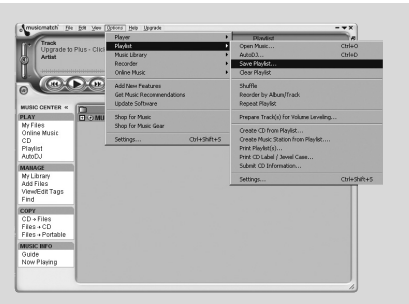 musicmatch File Edit View Options Help Upgrade
Track
Upgrade to Plus - Clic
Artist
Player
Playlist
Music Library
Recorder
Online Music
Add New Features
Get Music Recommendations
Update Software
Shop for Music
Shop for Music Gear
Settings... Ctrl+Shift+S
Playlist
Open Music... Ctrl+O
AutoDJ... Ctrl+D
Save Playlist...
Clear Playlist
Shuffle
Reorder by Album/Track
Repeat Playlist
Prepare Track(s) for Volume Leveling...
Create CD from Playlist...
Create Music Station from Playlist....
Print Playlist(s)...
Print CD Label / Jewel Case...
Submit CD Information...
Settings... Ctrl+Shift+S
MUSIC CENTER «
PLAY
My Files
Online Music
CD
Playlist
AutoDJ
MANAGE
My Library
Add Files
View/Edit Tags
Find
COPY
CD → Files
Files → CD
Files → Portable
MUSIC INFO
Guide
Now Playing